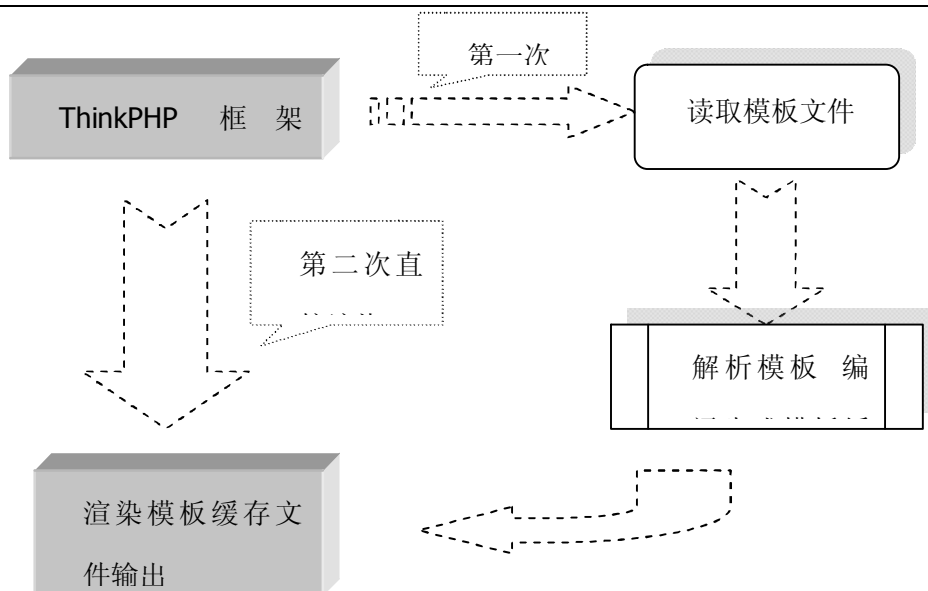 第一次
ThinkPHP 框 架
读取模板文件
第二次直
解析模板 编
渲染模板缓存文
件输出